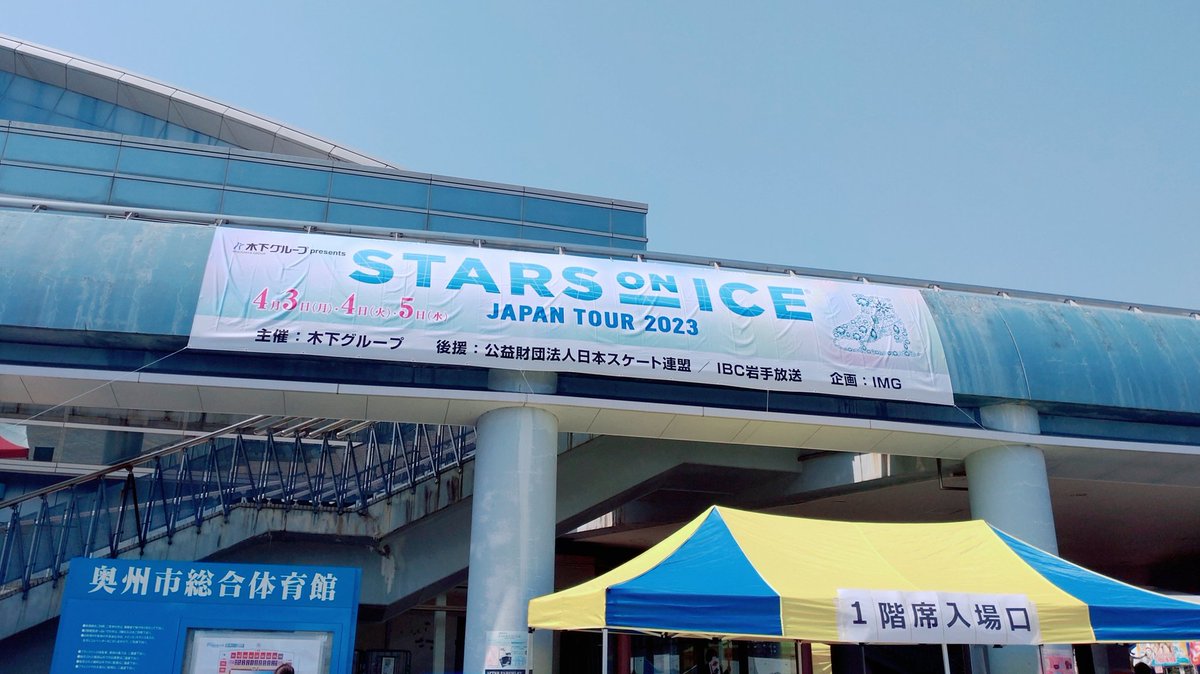 木下グループ presents
STARS ON ICE
4月3日(月)・4日(火)・5日(水)
JAPAN TOUR 2023
主催：木下グループ 後援：公益財団法人日本スケート連盟 ／ IBC岩手放送 企画：IMG
奥州市総合体育館
1階席入場口